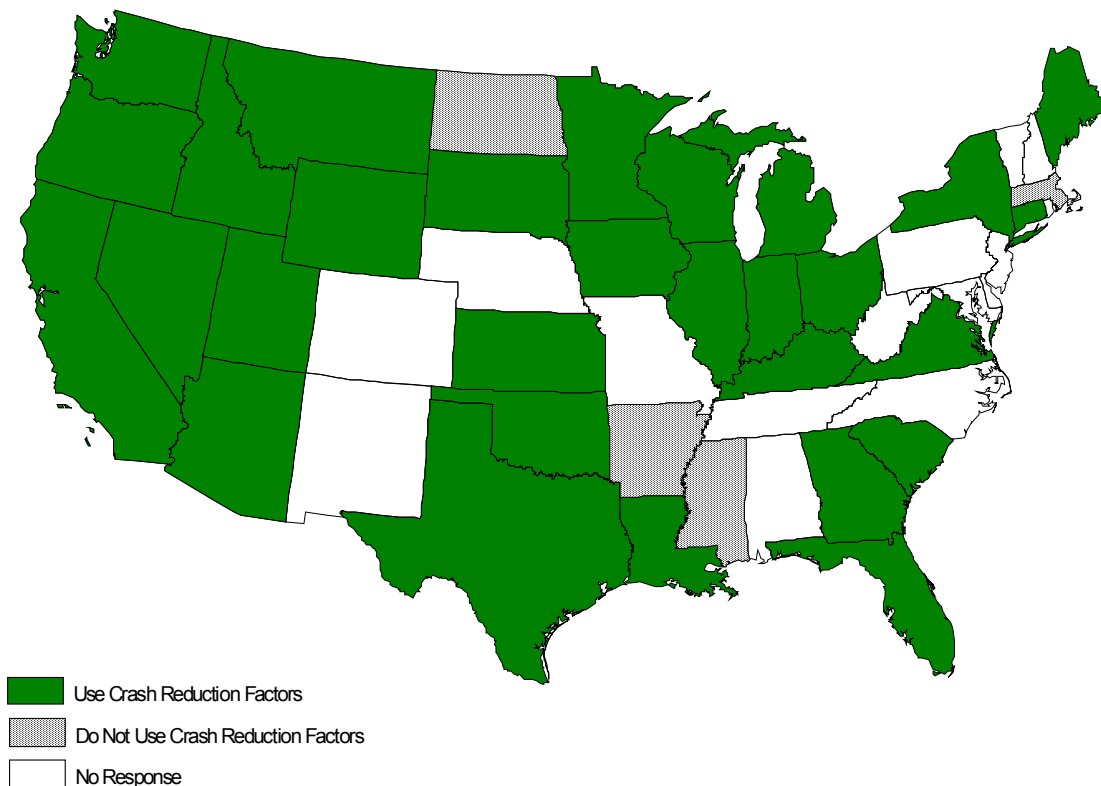 Use Crash Reduction Factors
Do Not Use Crash Reduction Factors
No Response